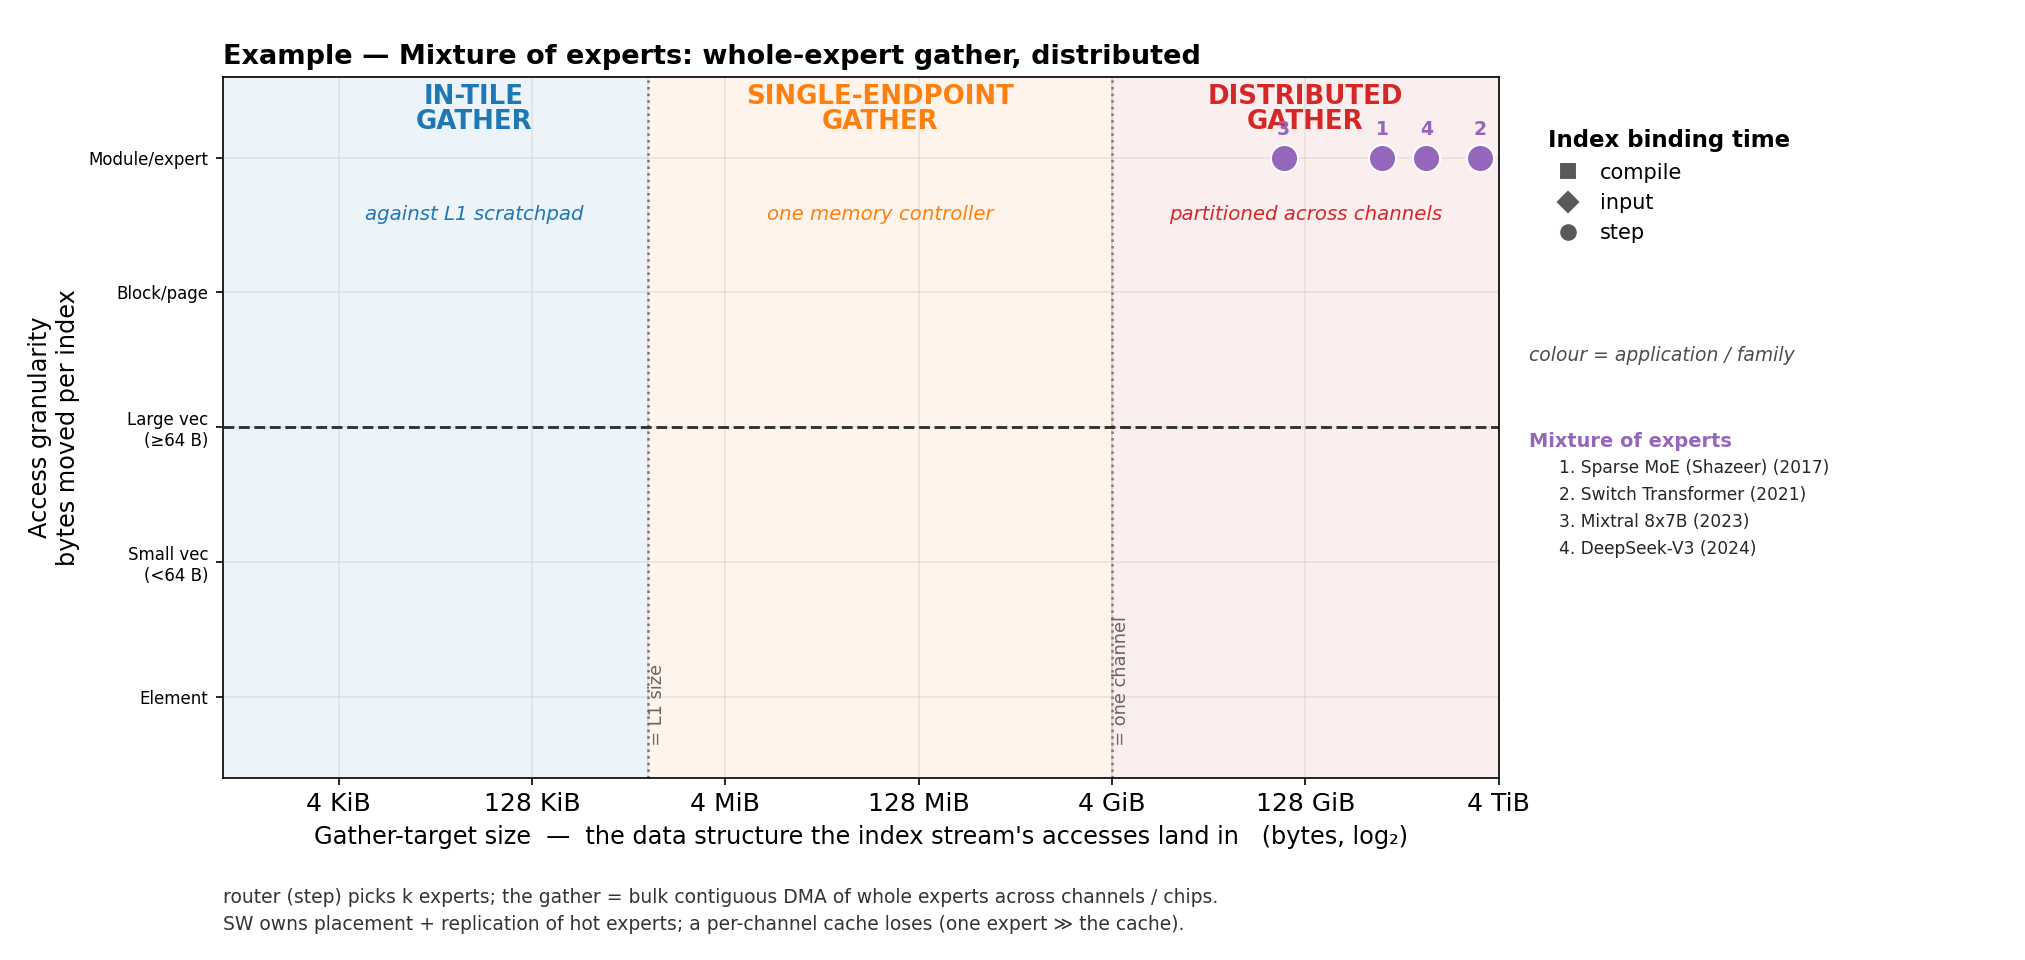 Example — Mixture of experts: whole-expert gather, distributed
IN-TILE
GATHER
SINGLE-ENDPOINT
GATHER
DISTRIBUTED
GATHER
3
1
4
2
against L1 scratchpad
one memory controller
partitioned across channels
Module/expert
Block/page
Large vec
(≥64 B)
Small vec
(<64 B)
Element
Access granularity
bytes moved per index
= L1 size
= one channel
4 KiB
128 KiB
4 MiB
128 MiB
4 GiB
128 GiB
4 TiB
Gather-target size — the data structure the index stream's accesses land in (bytes, log₂)
Index binding time
compile
input
step
colour = application / family
Mixture of experts
1. Sparse MoE (Shazeer) (2017)
2. Switch Transformer (2021)
3. Mixtral 8x7B (2023)
4. DeepSeek-V3 (2024)
router (step) picks k experts; the gather = bulk contiguous DMA of whole experts across channels / chips.
SW owns placement + replication of hot experts; a per-channel cache loses (one expert ≫ the cache).